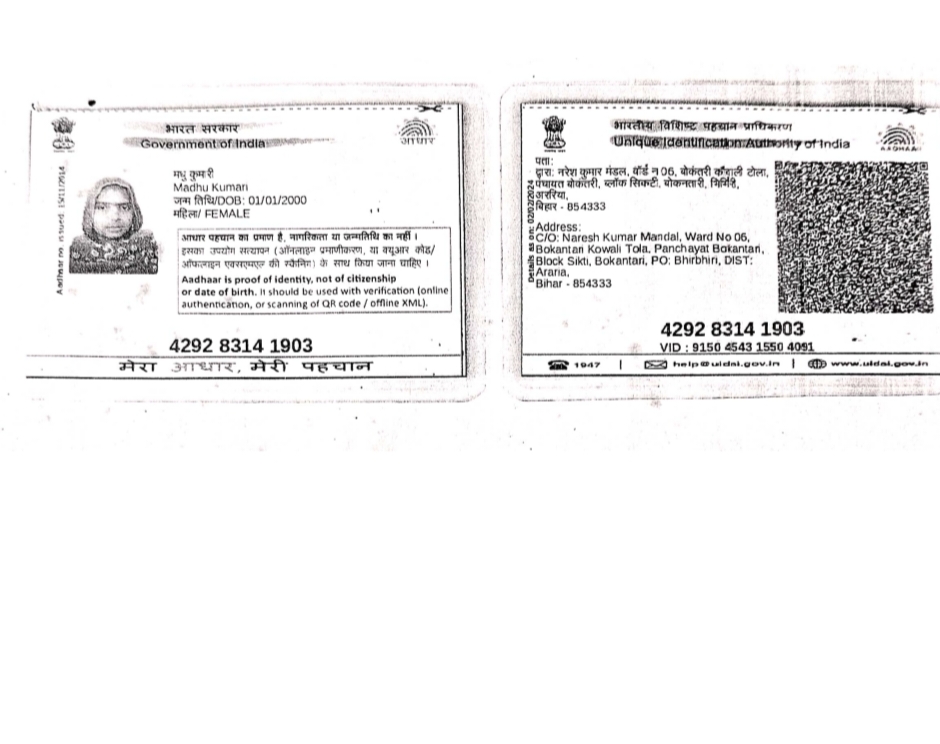 भारत सरकार
Government of India
आधार
Aadhaar no. issued: 15/11/2014
मधु कुमारी
Madhu Kumari
जन्म तिथि/DOB: 01/01/2000
महिला/ FEMALE
आधार पहचान का प्रमाण है, नागरिकता या जन्मतिथि का नहीं ।
इसका उपयोग सत्यापन (ऑनलाइन प्रमाणीकरण, या क्यूआर कोड/
ऑफलाइन एक्सएमएल की स्कैनिंग) के साथ किया जाना चाहिए ।
Aadhaar is proof of identity, not of citizenship
or date of birth. It should be used with verification (online
authentication, or scanning of QR code / offline XML).
4292 8314 1903
मेरा आधार, मेरी पहचान
भारतीय विशिष्ट पहचान प्राधिकरण
Unique Identification Authority of India
AADHAAR
Details as on: 02/02/2024
पता:
द्वारा: नरेश कुमार मंडल, वॉर्ड न 06, बोकंतरी कोवाली टोला,
पंचायत बोकंतरी, ब्लॉक सिकटी, बोकनतारी,
अररिया,
बिहार - 854333
Address:
C/O: Naresh Kumar Mandal, Ward No 06,
Bokantari Kowali Tola, Panchayat Bokantari,
Block Sikti, Bokantari, PO: Bhirbhiri, DIST:
Araria,
Bihar - 854333
4292 8314 1903
VID : 9150 4543 1550 4091
1947 | help@uidai.gov.in | www.uidai.gov.in